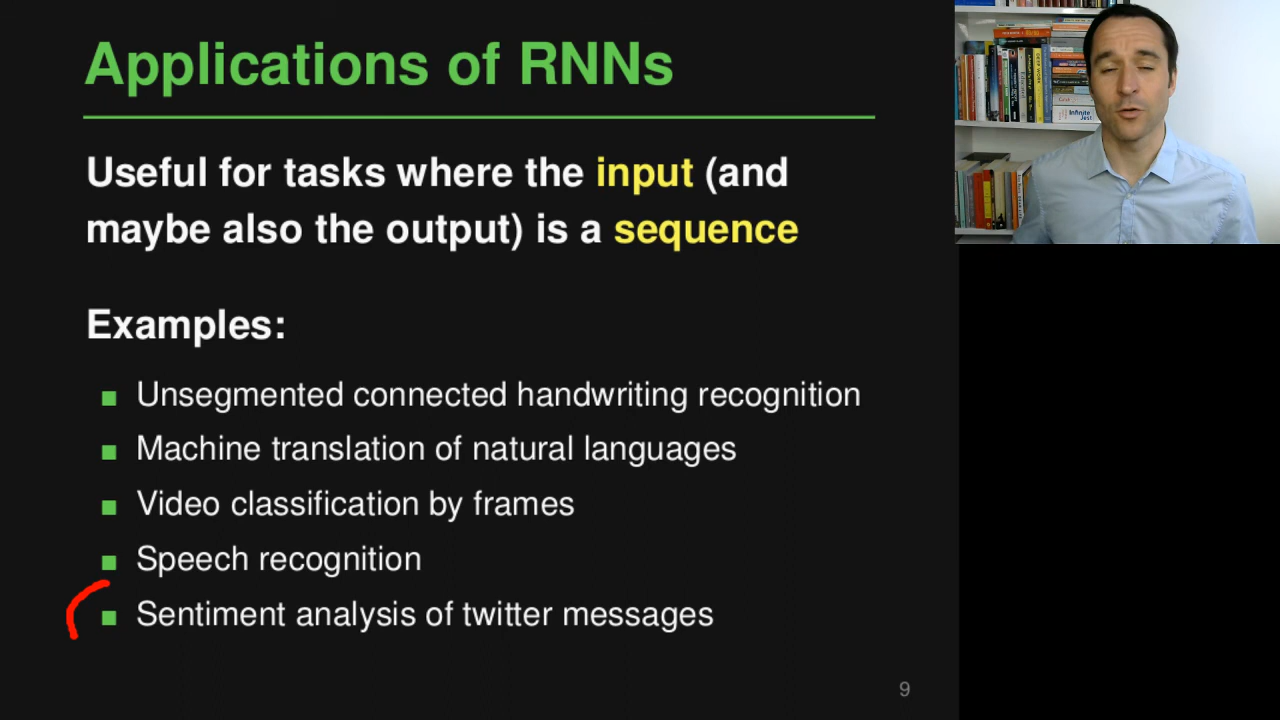 Applications of RNNs
Useful for tasks where the input (and
maybe also the output) is a sequence
Examples:
Unsegmented connected handwriting recognition
Machine translation of natural languages
Video classification by frames
Speech recognition
Sentiment analysis of twitter messages
9
Infinite
Jest